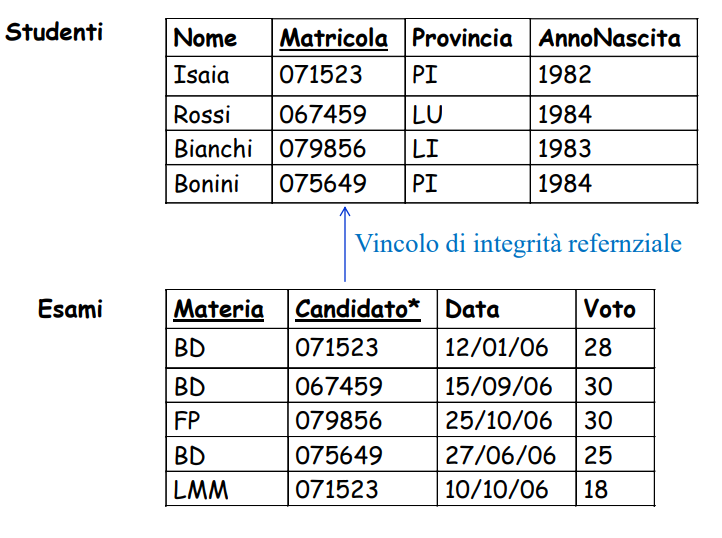 Studenti
Nome Matricola Provincia AnnoNascita
Isaia 071523 PI 1982
Rossi 067459 LU 1984
Bianchi 079856 LI 1983
Bonini 075649 PI 1984
Vincolo di integrità refernziale
Esami
Materia Candidato* Data Voto
BD 071523 12/01/06 28
BD 067459 15/09/06 30
FP 079856 25/10/06 30
BD 075649 27/06/06 25
LMM 071523 10/10/06 18